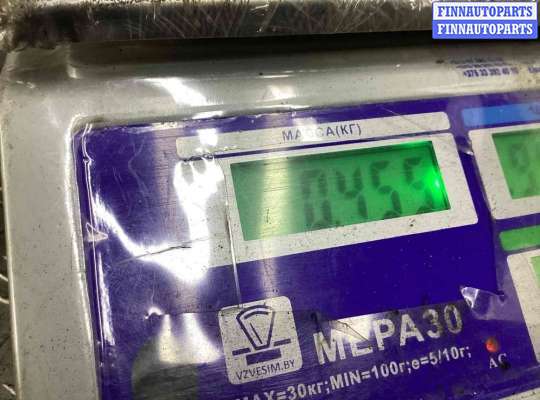 FINNAUTOPARTS
FINNAUTOPARTS
МАССА(КГ)
0.455
МЕРА30
VZVESIM.BY
MAX=30кг;MIN=100г;e=5/10г;
AC